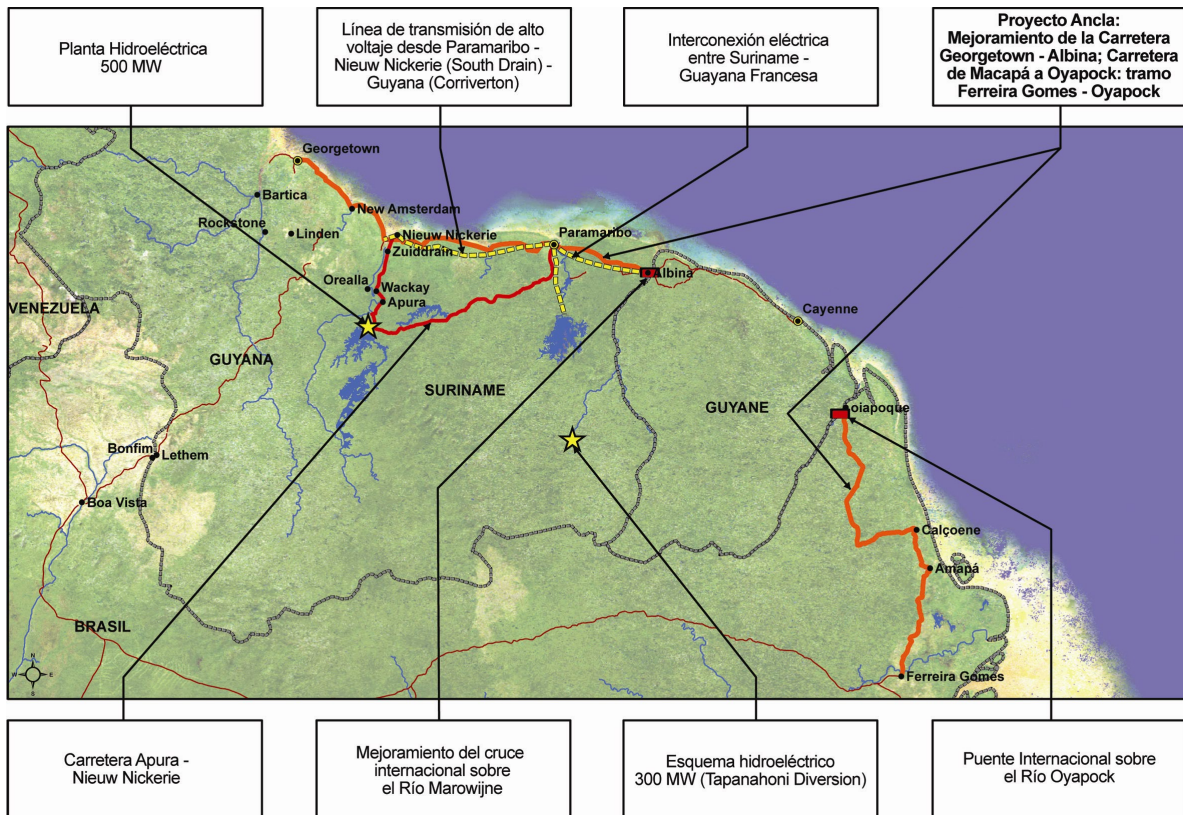 Planta Hidroeléctrica
500 MW
Línea de transmisión de alto
voltaje desde Paramaribo -
Nieuw Nickerie (South Drain) -
Guyana (Corriverton)
Interconexión eléctrica
entre Suriname -
Guayana Francesa
Proyecto Ancla:
Mejoramiento de la Carretera
Georgetown - Albina; Carretera
de Macapá a Oyapock: tramo
Ferreira Gomes - Oyapock
Georgetown
Bartica
New Amsterdam
Rockstone
Linden
Nieuw Nickerie
Paramaribo
Zuiddrain
Albina
Orealla
Wackay
Apura
VENEZUELA
Cayenne
GUYANA
SURINAME
GUYANE
oiapoque
Bonfim
Lethem
Boa Vista
Calçoene
Amapá
BRASIL
Ferreira Gomes
N
W
E
S
Carretera Apura -
Nieuw Nickerie
Mejoramiento del cruce
internacional sobre
el Río Marowijne
Esquema hidroeléctrico
300 MW (Tapanahoni Diversion)
Puente Internacional sobre
el Río Oyapock